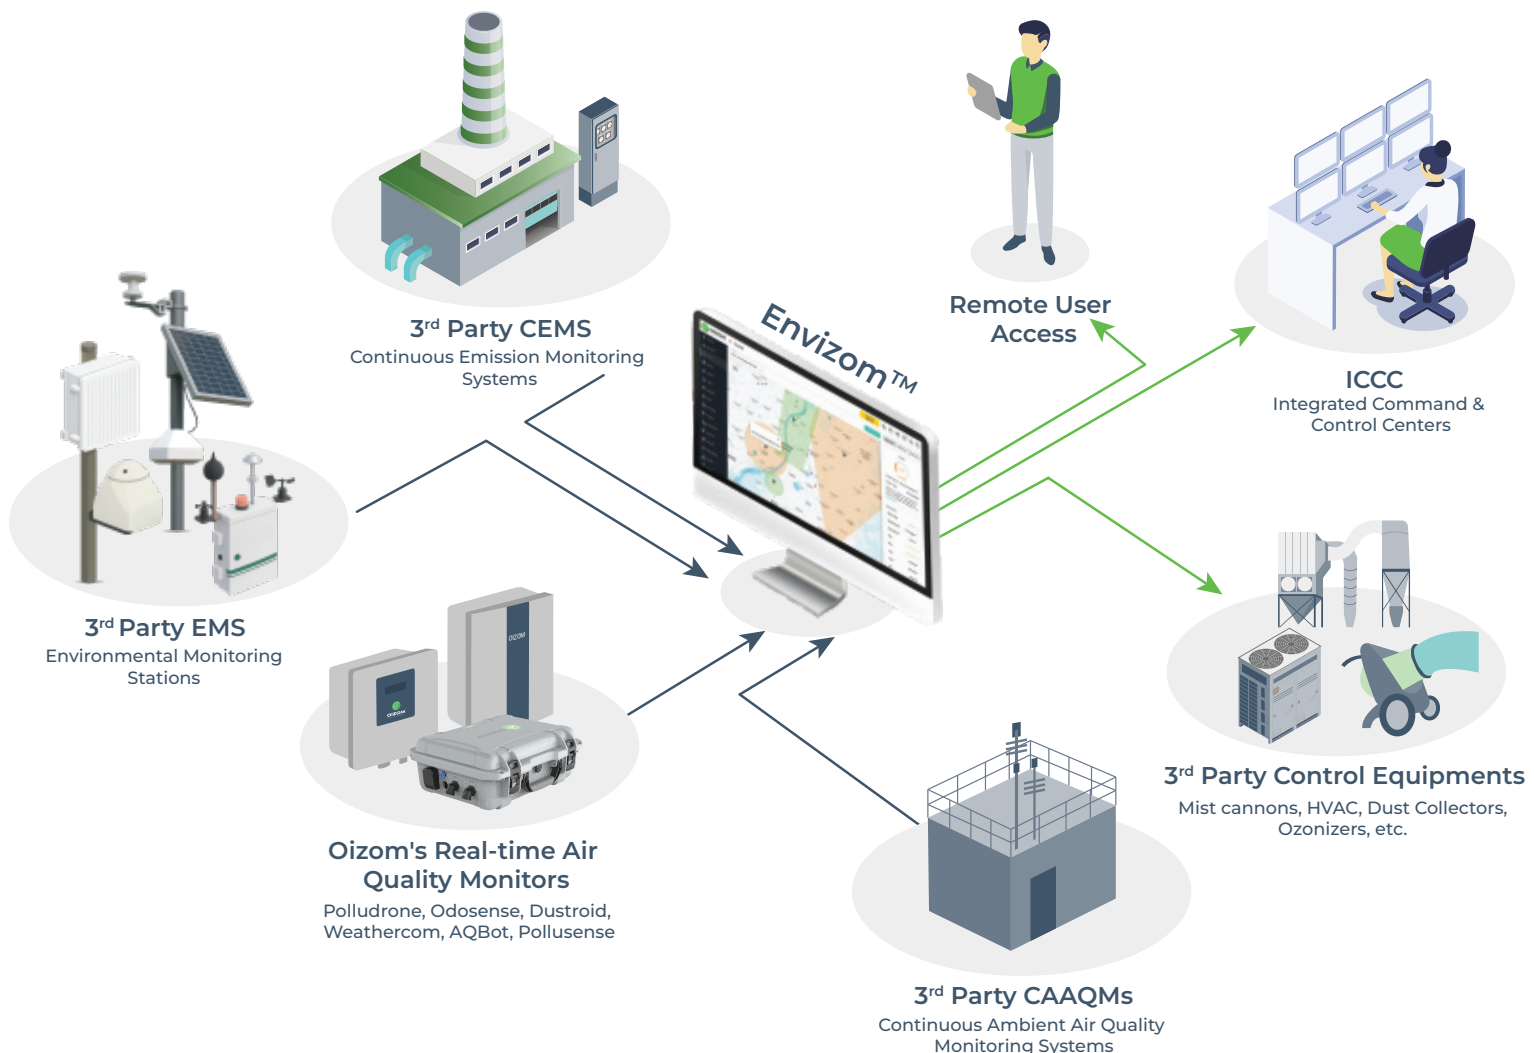 3rd Party CEMS
Continuous Emission Monitoring
Systems
Remote User
Access
Envizom™
ICCC
Integrated Command &
Control Centers
3rd Party EMS
Environmental Monitoring
Stations
OIZOM
OIZOM
3rd Party Control Equipments
Mist cannons, HVAC, Dust Collectors,
Ozonizers, etc.
Oizom's Real-time Air
Quality Monitors
Polludrone, Odosense, Dustroid,
Weathercom, AQBot, Pollusense
3rd Party CAAQMs
Continuous Ambient Air Quality
Monitoring Systems